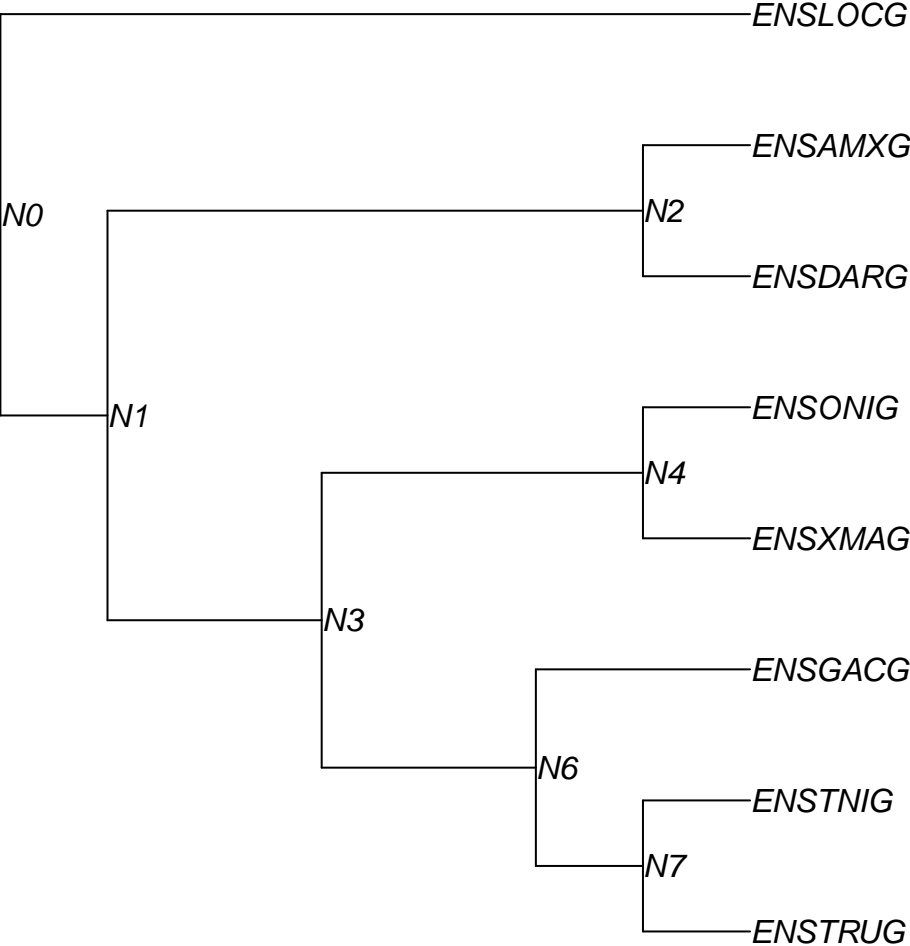 ENSLOCG
ENSAMXG
N0
N2
ENSDARG
ENSONIG
N1
N4
ENSXMAG
N3
ENSGACG
N6
ENSTNIG
N7
ENSTRUG